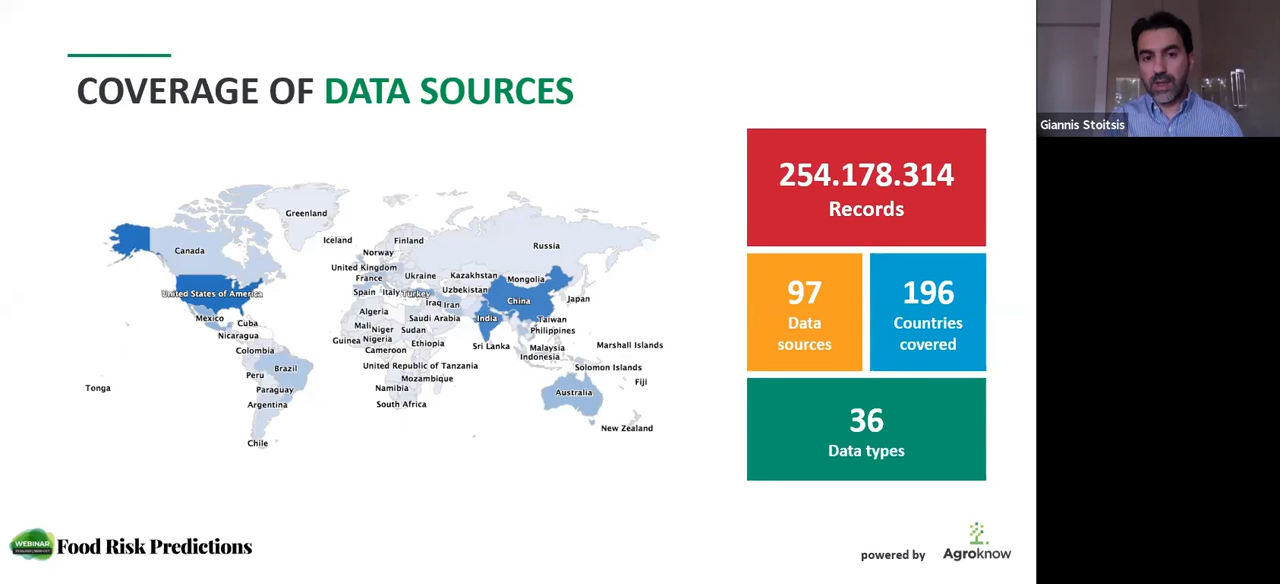 COVERAGE OF DATA SOURCES
Giannis Stoitsis
254.178.314
Records
97
Data
sources
196
Countries
covered
36
Data types
Greenland
Iceland
Finland
Russia
Canada
Norway
United Kingdom
Ukraine
Kazakhstan
Mongolia
France
Spain
Italy
Turkey
Uzbekistan
United States of America
Iraq
Iran
China
Japan
Mexico
Cuba
Algeria
Saudi Arabia
India
Taiwan
Nicaragua
Mali
Niger
Sudan
Philippines
Guinea
Nigeria
Ethiopia
Sri Lanka
Malaysia
Marshall Islands
Colombia
Cameroon
Indonesia
Brazil
United Republic of Tanzania
Solomon Islands
Peru
Mozambique
Fiji
Tonga
Paraguay
Namibia
Australia
Argentina
South Africa
New Zealand
Chile
WEBINAR
Food Risk Predictions
powered by
Agroknow